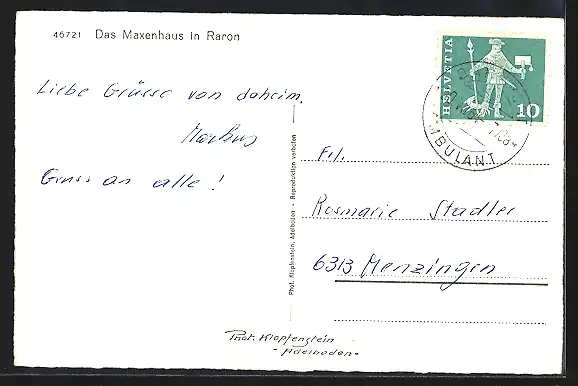 46721 Das Maxenhaus in Raron
Liebe Grüsse von daheim.
Markus
Gruss an alle!
Phot. Klopfenstein, Adelboden - Reproduktion verboten
HELVETIA
10
AMBULANT
Frl.
Rosmarie Stadler
6313 Menzingen
Phot. Klopfenstein
-Adelboden-